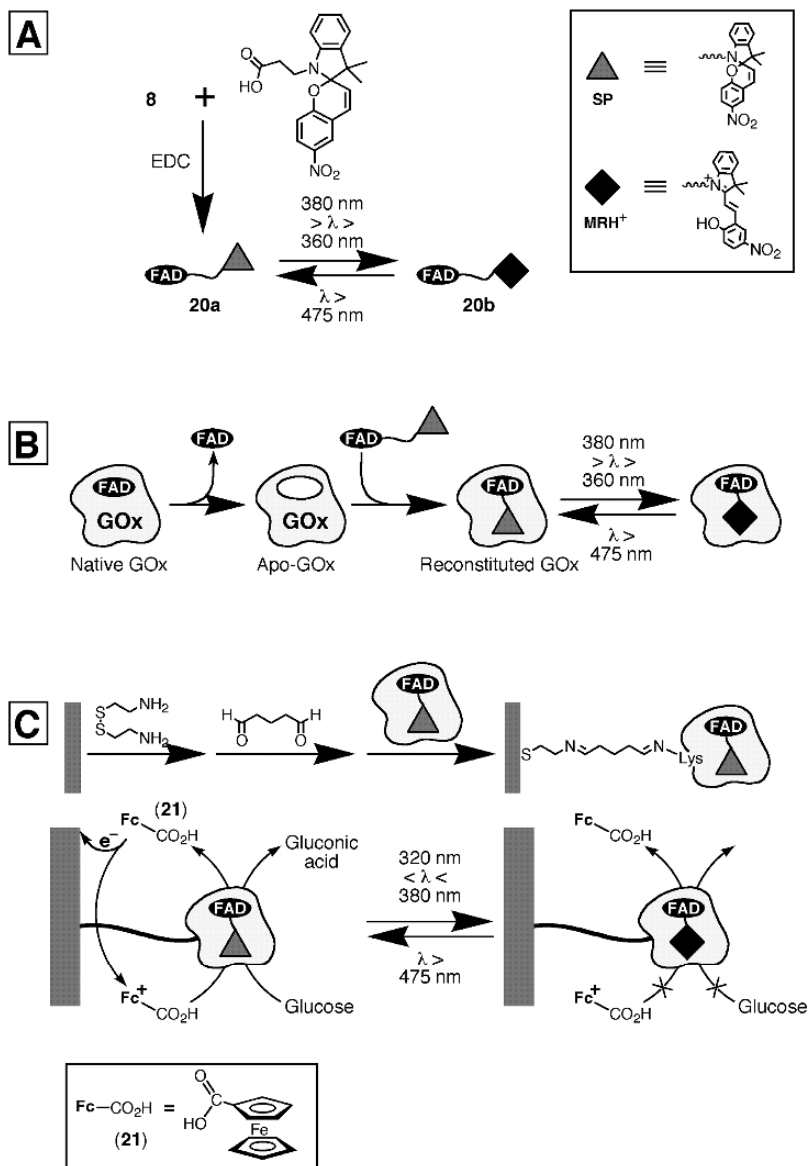 A
8 +
O
HO
N
O
NO2
EDC
380 nm
> λ >
360 nm
λ >
475 nm
FAD
20a
FAD
20b
SP
≡
N
O
NO2
MRH+
≡
N+
HO
NO2
B
FAD
GOx
Native GOx
FAD
GOx
Apo-GOx
FAD
FAD
Reconstituted GOx
380 nm
> λ >
360 nm
λ >
475 nm
FAD
C
S
NH2
S
NH2
H
H
O
O
FAD
S
N
N
Lys
FAD
(21)
Fc
CO2H
e−
Gluconic
acid
FAD
Fc+
CO2H
Glucose
320 nm
< λ <
380 nm
λ >
475 nm
Fc
CO2H
FAD
Fc+
CO2H
Glucose
Fc—CO2H =
(21)
O
C
HO
Fe